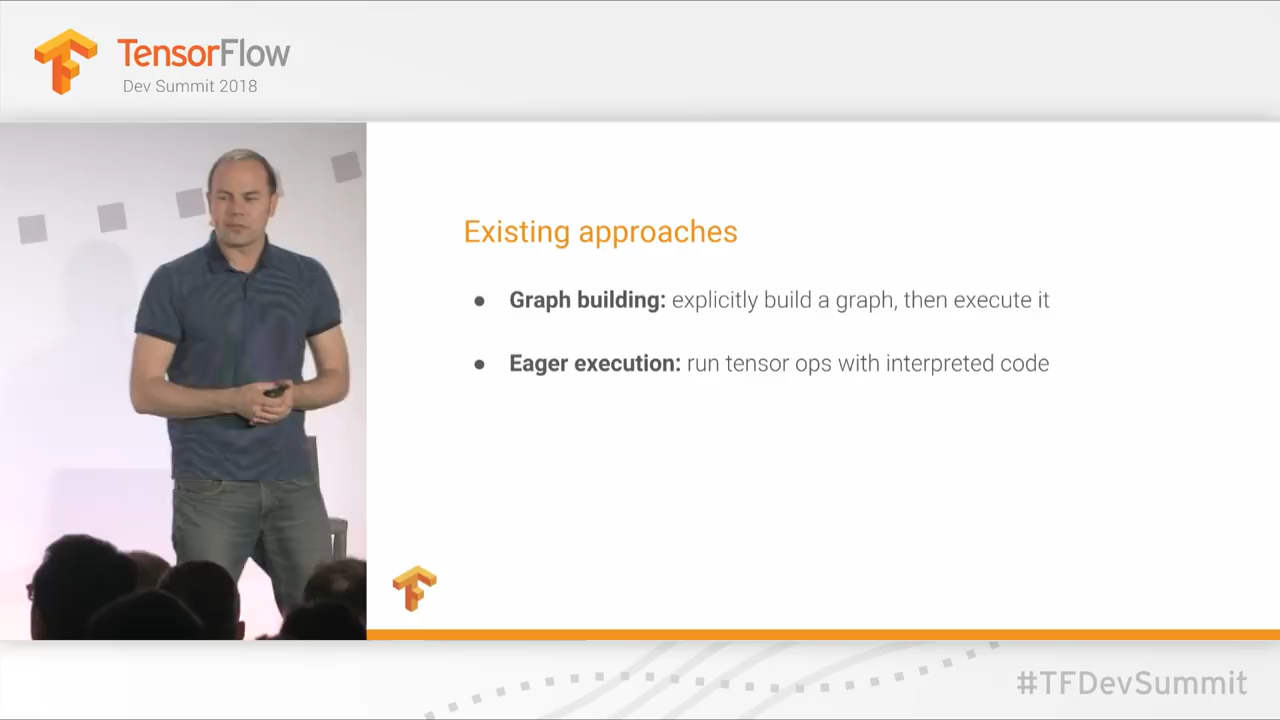 TensorFlow
Dev Summit 2018
Existing approaches
● Graph building: explicitly build a graph, then execute it
● Eager execution: run tensor ops with interpreted code
#TFDevSummit